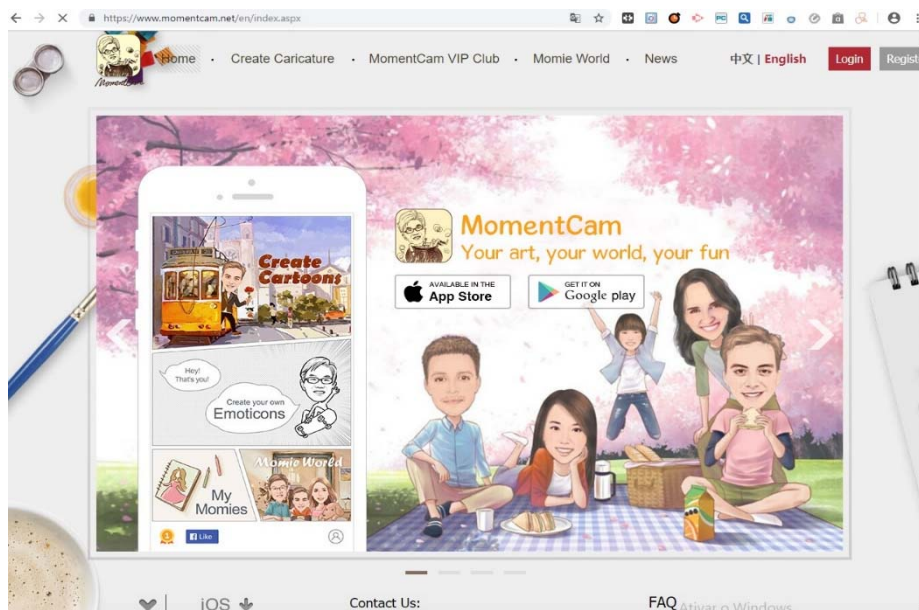 https://www.momentcam.net/en/index.aspx
Home · Create Caricature · MomentCam VIP Club · Momie World · News
中文 | English
Login
Regist
MomentCam
MomentCam
Your art, your world, your fun
AVAILABLE IN THE
App Store
GET IT ON
Google play
Create
Cartoons
Hey!
That's you!
Create your own
Emoticons
My
Momies
Momie World
Like
iOS
Contact Us:
FAQ
Ativar o Windows